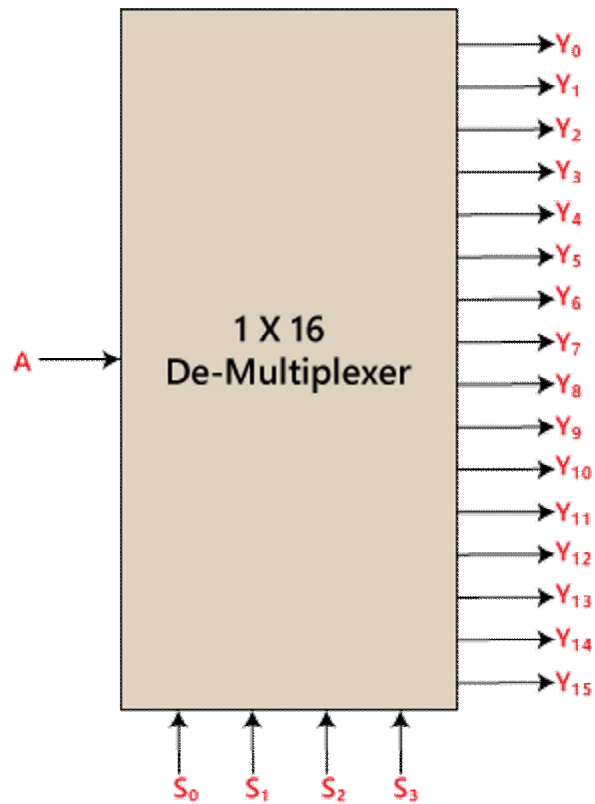 Y₀
Y₁
Y₂
Y₃
Y₄
Y₅
Y₆
1 X 16
Y₇
A
De-Multiplexer
Y₈
Y₉
Y₁₀
Y₁₁
Y₁₂
Y₁₃
Y₁₄
Y₁₅
S₀ S₁ S₂ S₃